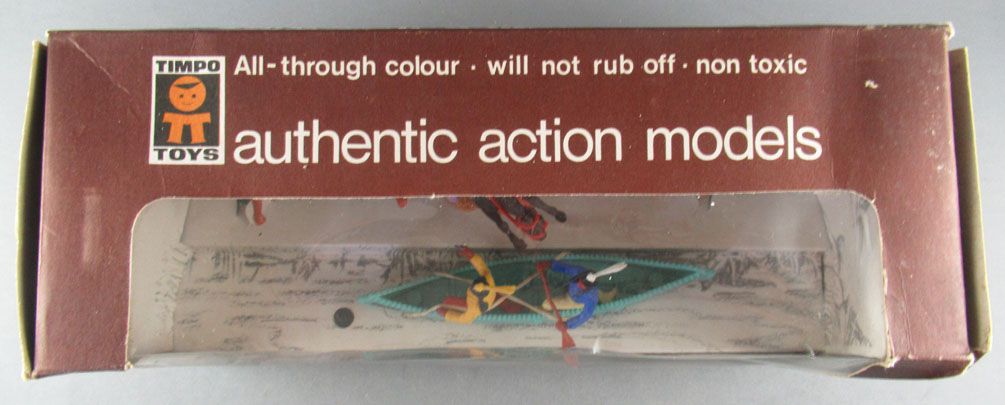 TIMPO
TOYS
All-through colour · will not rub off · non toxic
authentic action models